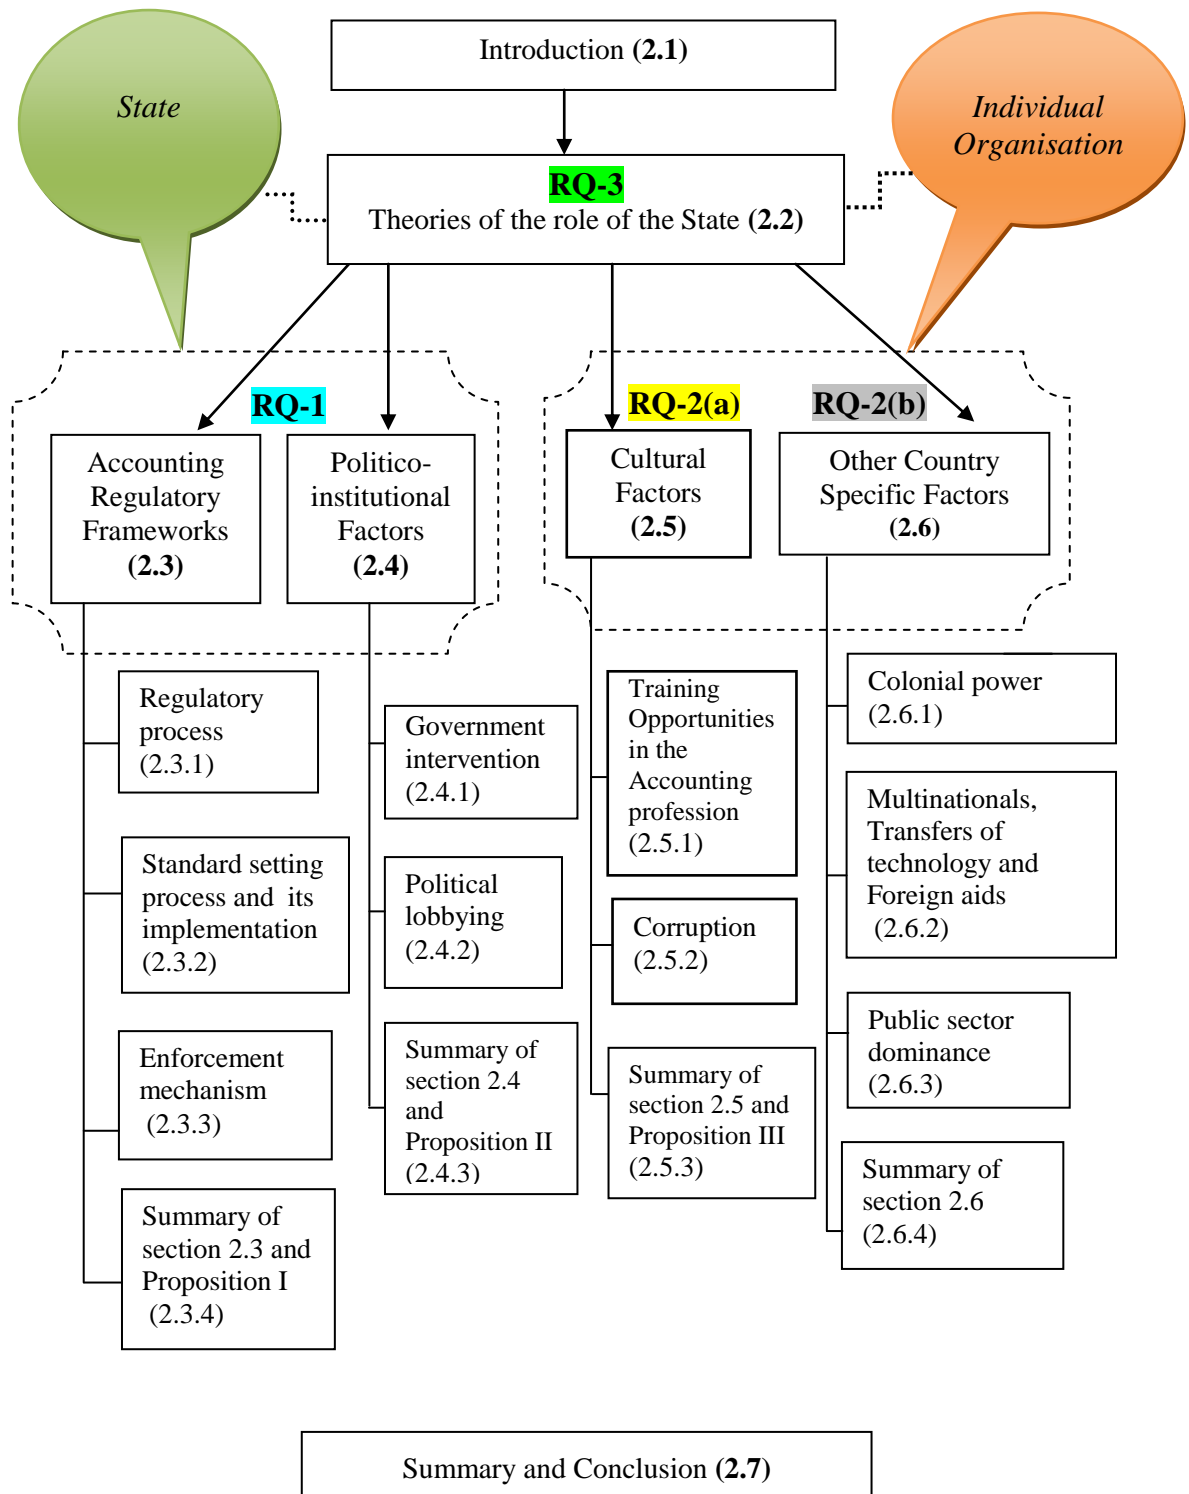 Introduction (2.1)
State
Individual
Organisation
RQ-3
Theories of the role of the State (2.2)
RQ-1
RQ-2(a)
RQ-2(b)
Accounting
Regulatory
Frameworks
(2.3)
Politico-
institutional
Factors
(2.4)
Cultural
Factors
(2.5)
Other Country
Specific Factors
(2.6)
Regulatory
process
(2.3.1)
Standard setting
process and its
implementation
(2.3.2)
Enforcement
mechanism
(2.3.3)
Summary of
section 2.3 and
Proposition I
(2.3.4)
Government
intervention
(2.4.1)
Political
lobbying
(2.4.2)
Summary of
section 2.4
and
Proposition II
(2.4.3)
Training
Opportunities
in the
Accounting
profession
(2.5.1)
Corruption
(2.5.2)
Summary of
section 2.5 and
Proposition III
(2.5.3)
Colonial power
(2.6.1)
Multinationals,
Transfers of
technology and
Foreign aids
(2.6.2)
Public sector
dominance
(2.6.3)
Summary of
section 2.6
(2.6.4)
Summary and Conclusion (2.7)